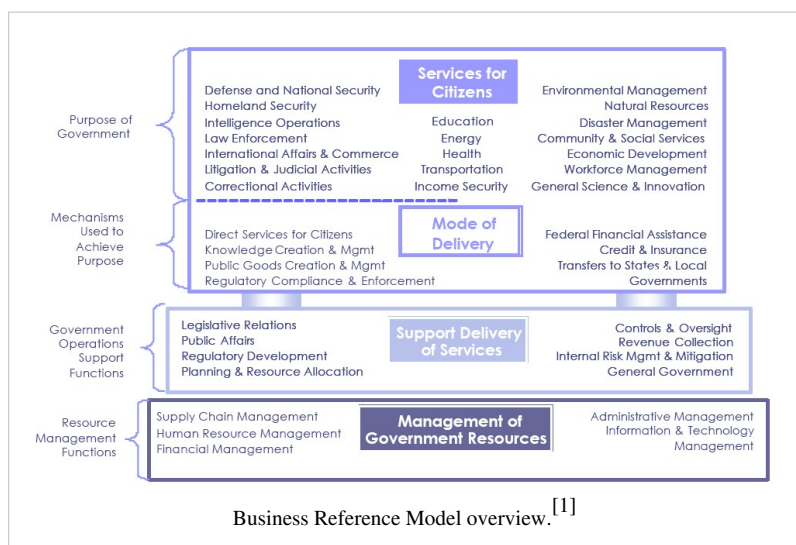 Purpose of
Government
Services for
Citizens
Defense and National Security
Homeland Security
Intelligence Operations
Law Enforcement
International Affairs & Commerce
Litigation & Judicial Activities
Correctional Activities
Education
Energy
Health
Transportation
Income Security
Environmental Management
Natural Resources
Disaster Management
Community & Social Services
Economic Development
Workforce Management
General Science & Innovation
Mechanisms
Used to
Achieve
Purpose
Mode of
Delivery
Direct Services for Citizens
Knowledge Creation & Mgmt
Public Goods Creation & Mgmt
Regulatory Compliance & Enforcement
Federal Financial Assistance
Credit & Insurance
Transfers to States & Local
Governments
Government
Operations
Support
Functions
Support Delivery
of Services
Legislative Relations
Public Affairs
Regulatory Development
Planning & Resource Allocation
Controls & Oversight
Revenue Collection
Internal Risk Mgmt & Mitigation
General Government
Resource
Management
Functions
Management of
Government Resources
Supply Chain Management
Human Resource Management
Financial Management
Administrative Management
Information & Technology
Management
Business Reference Model overview.[1]